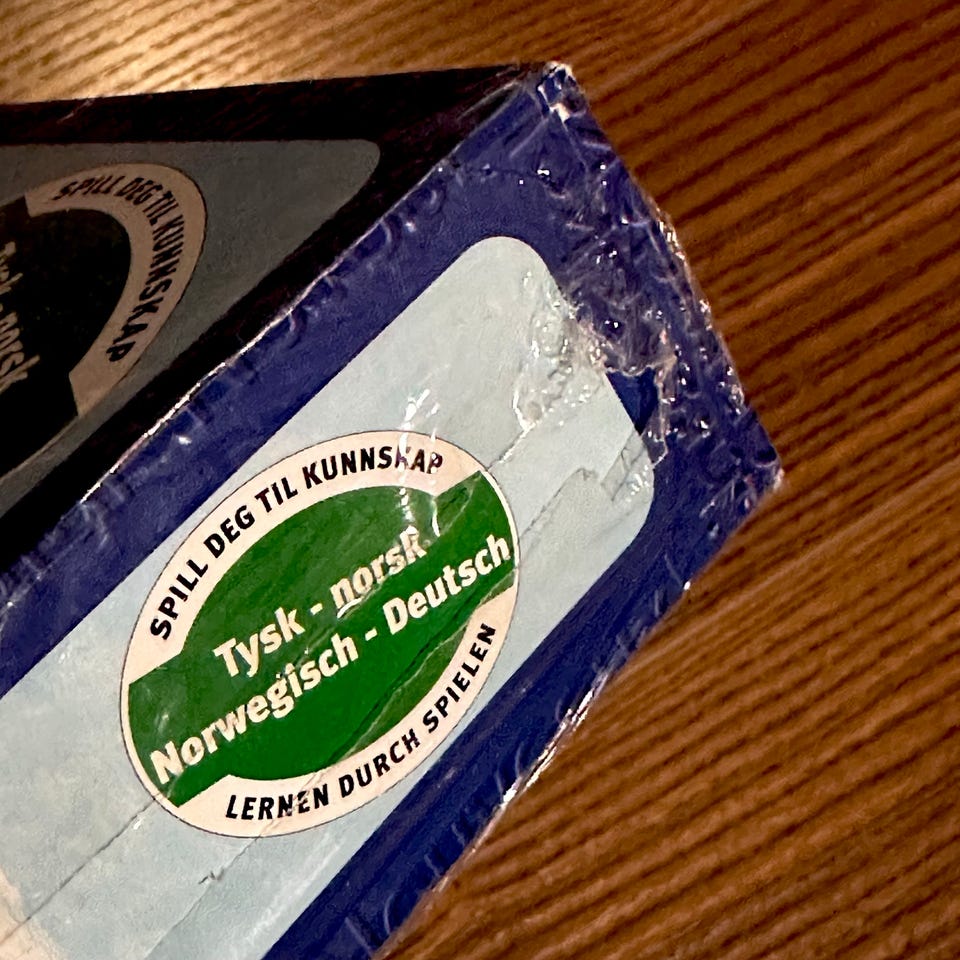 SPILL DEG TIL KUNNSKAP
SPILL DEG TIL KUNNSKAP
Tysk - norsk
Norwegisch - Deutsch
LERNEN DURCH SPIELEN